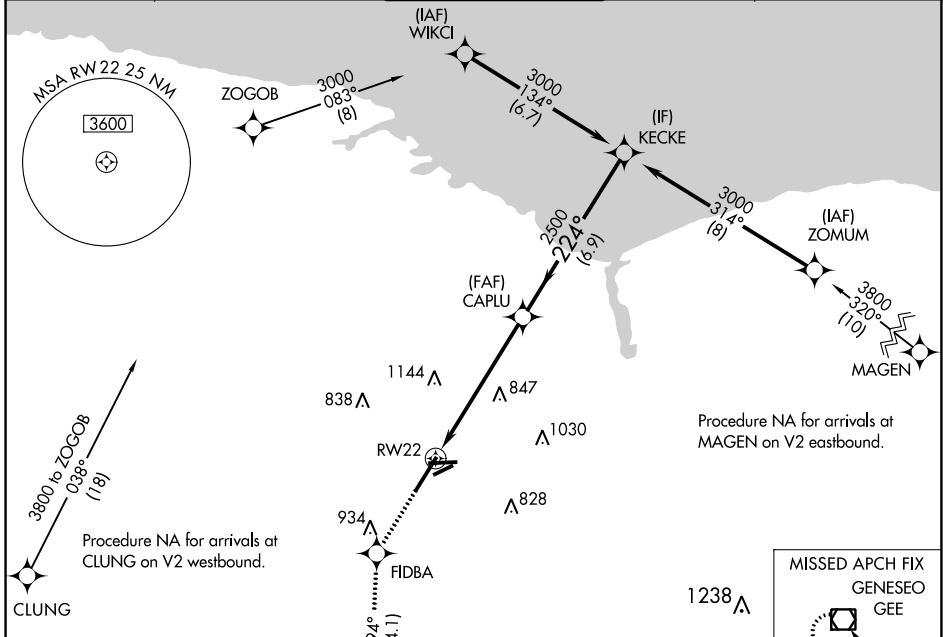 (IAF)
WIKCI
MSA RW22 25 NM
3600
ZOGOB
3000
083°
(8)
3000
134°
(6.7)
(IF)
KECKE
3000
314°
(8)
(IAF)
ZOMUM
2500
224°
(6.9)
(FAF)
CAPLU
3800
320°
(10)
MAGEN
1144
838
847
1030
Procedure NA for arrivals at
MAGEN on V2 eastbound.
RW22
3800 to ZOGOB
038°
(18)
828
934
Procedure NA for arrivals at
CLUNG on V2 westbound.
FIDBA
CLUNG
1238
MISSED APCH FIX
GENESEO
GEE